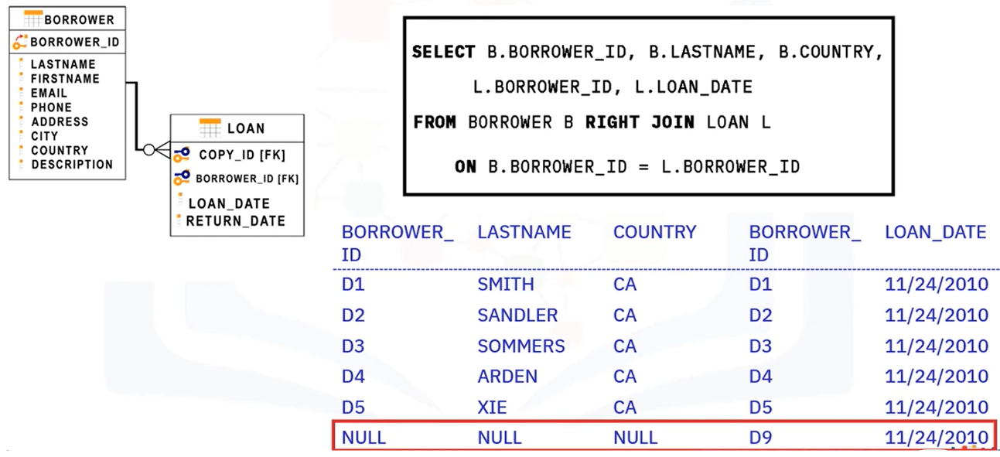 BORROWER
BORROWER_ID
LASTNAME
FIRSTNAME
EMAIL
PHONE
ADDRESS
CITY
COUNTRY
DESCRIPTION
LOAN
COPY_ID [FK]
BORROWER_ID [FK]
LOAN_DATE
RETURN_DATE
SELECT B.BORROWER_ID, B.LASTNAME, B.COUNTRY,
L.BORROWER_ID, L.LOAN_DATE
FROM BORROWER B RIGHT JOIN LOAN L
ON B.BORROWER_ID = L.BORROWER_ID
BORROWER_ LASTNAME COUNTRY BORROWER_ LOAN_DATE
ID ID
D1 SMITH CA D1 11/24/2010
D2 SANDLER CA D2 11/24/2010
D3 SOMMERS CA D3 11/24/2010
D4 ARDEN CA D4 11/24/2010
D5 XIE CA D5 11/24/2010
NULL NULL NULL D9 11/24/2010